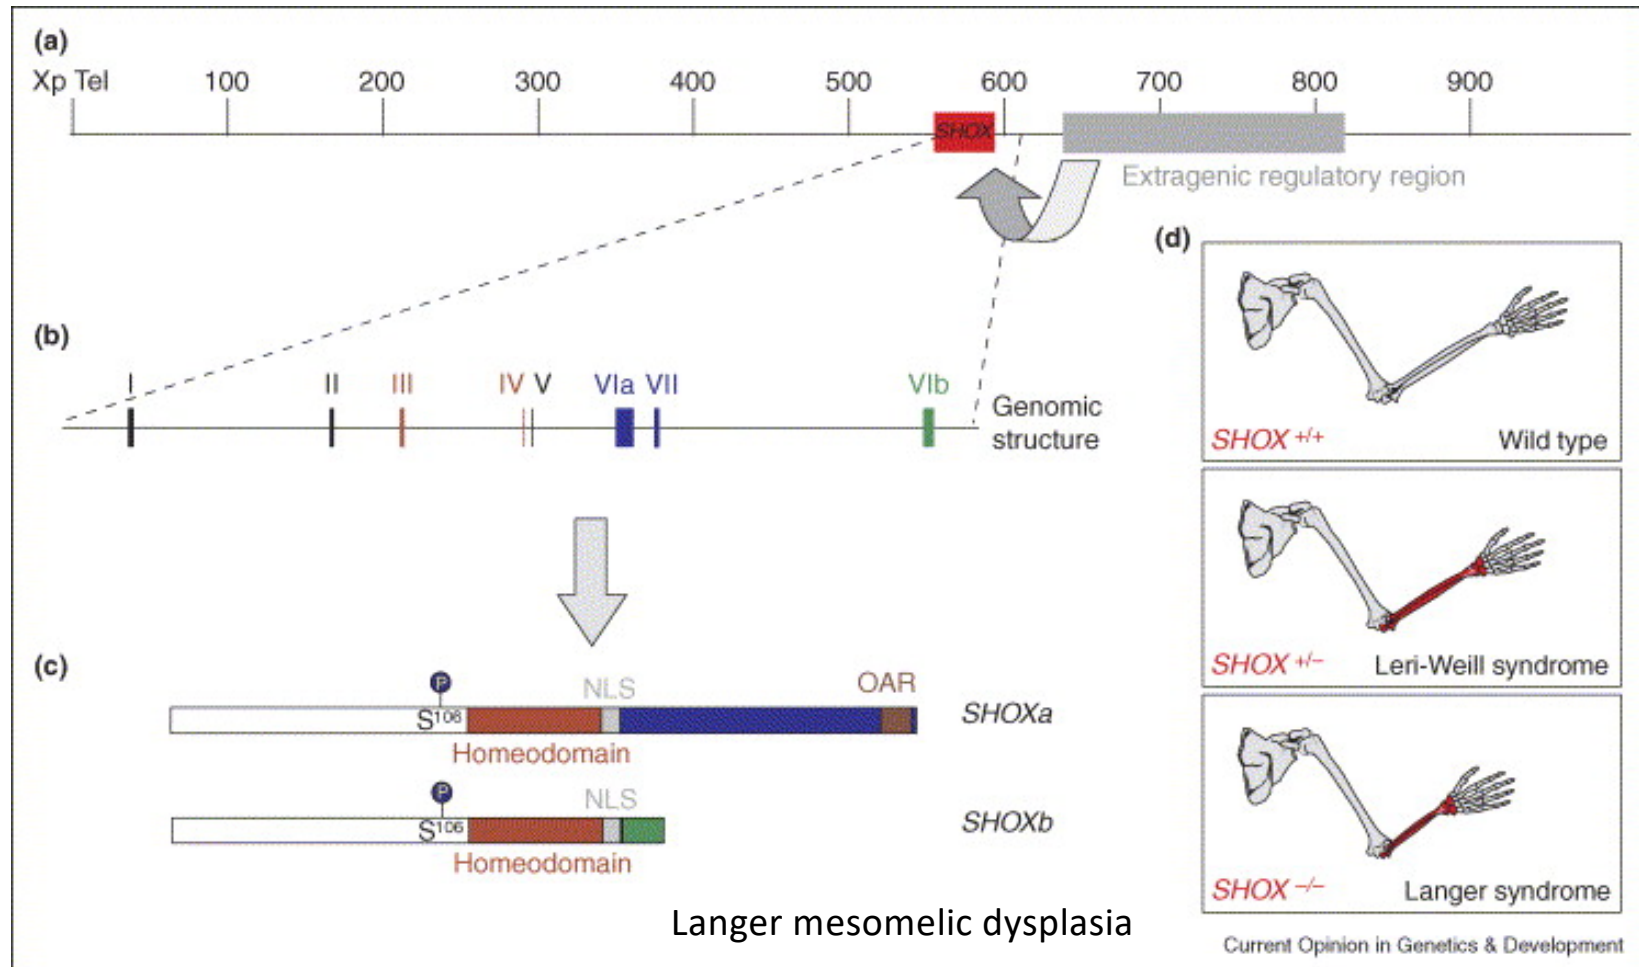 (a)
Xp Tel 100 200 300 400 500 600 700 800 900
SHOX
Extragenic regulatory region
(b)
I II III IV V VIa VII VIb
Genomic
structure
(c)
P
S106
NLS
OAR
SHOXa
Homeodomain
P
S106
NLS
SHOXb
Homeodomain
(d)
SHOX +/+ Wild type
SHOX +/– Leri-Weill syndrome
SHOX –/– Langer syndrome
Langer mesomelic dysplasia
Current Opinion in Genetics & Development